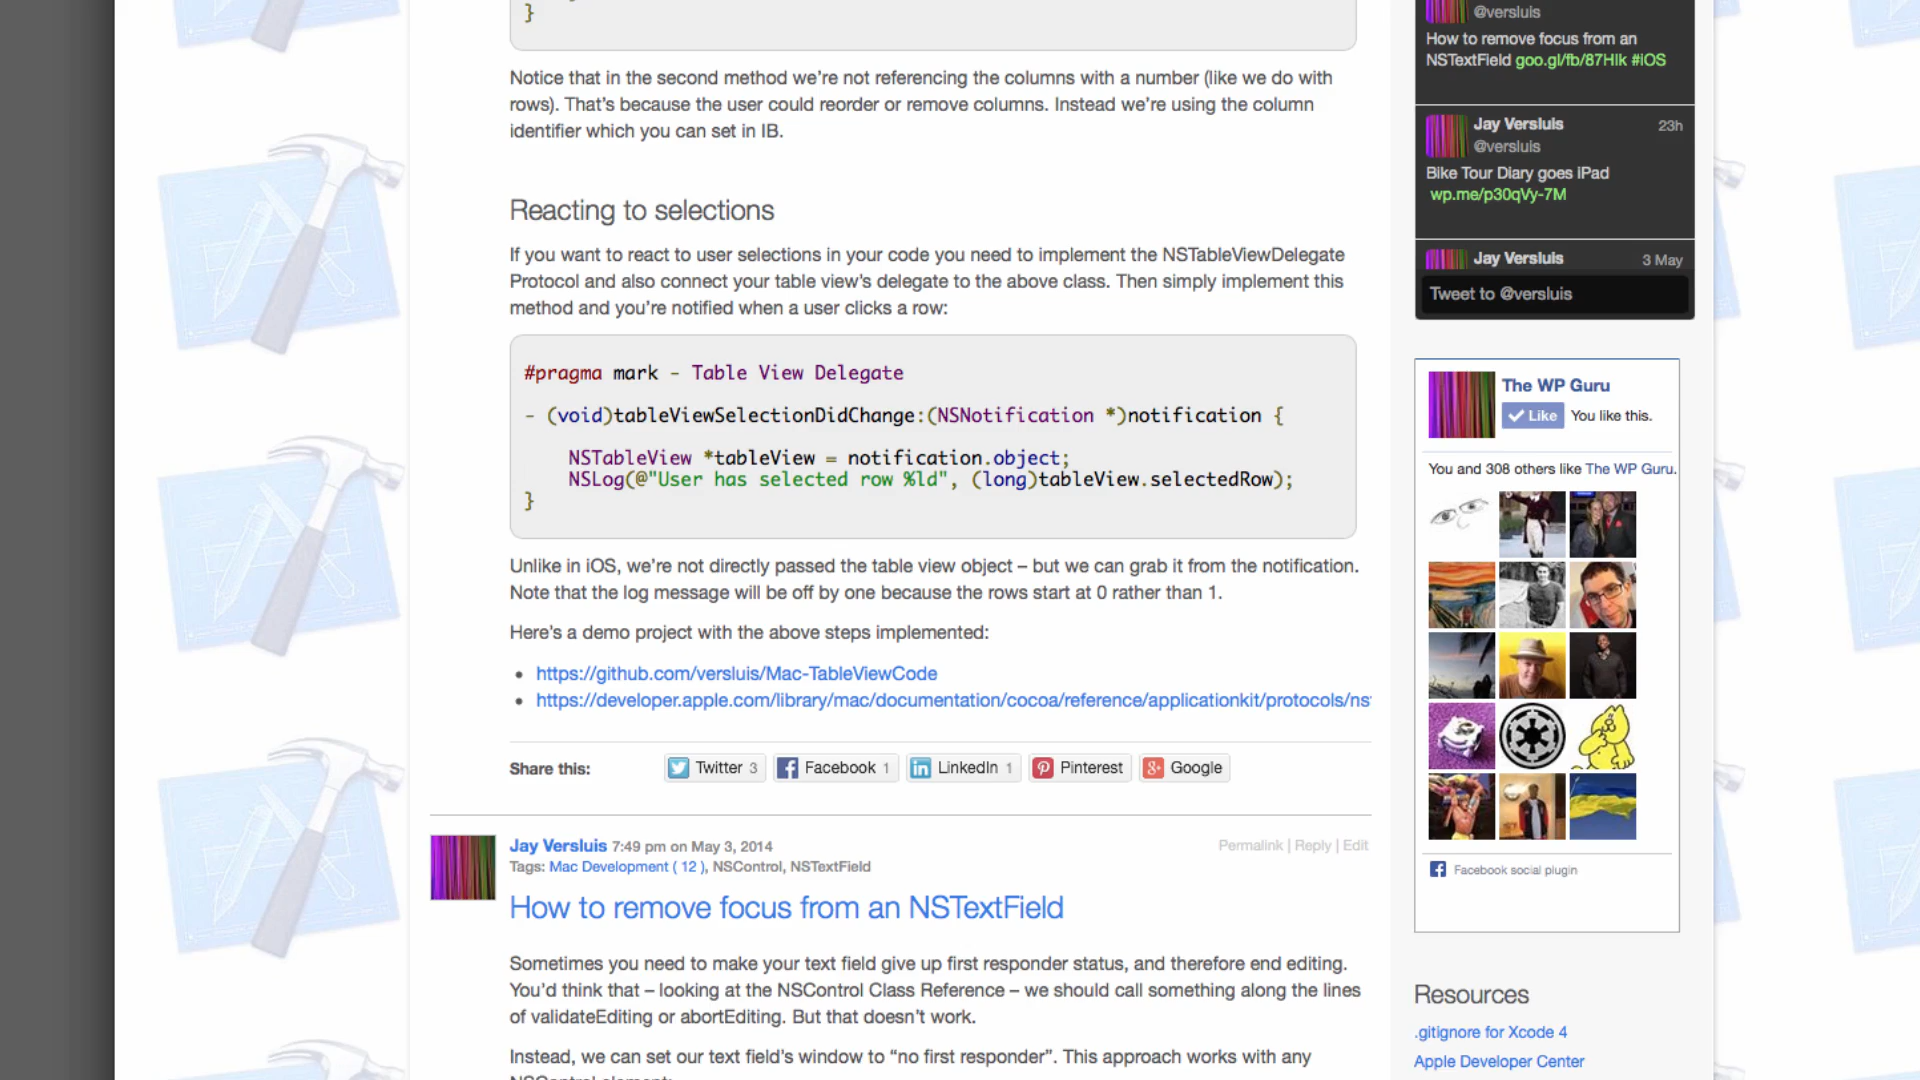 }
Notice that in the second method we're not referencing the columns with a number (like we do with
rows). That's because the user could reorder or remove columns. Instead we're using the column
identifier which you can set in IB.
Reacting to selections
If you want to react to user selections in your code you need to implement the NSTableViewDelegate
Protocol and also connect your table view's delegate to the above class. Then simply implement this
method and you're notified when a user clicks a row:
#pragma mark - Table View Delegate
- (void)tableViewSelectionDidChange:(NSNotification *)notification {
NSTableView *tableView = notification.object;
NSLog(@"User has selected row %ld", (long)tableView.selectedRow);
}
Unlike in iOS, we're not directly passed the table view object – but we can grab it from the notification.
Note that the log message will be off by one because the rows start at 0 rather than 1.
Here's a demo project with the above steps implemented:
https://github.com/versluis/Mac-TableViewCode
https://developer.apple.com/library/mac/documentation/cocoa/reference/applicationkit/protocols/ns
Share this: Twitter 3 Facebook 1 LinkedIn 1 Pinterest Google
Jay Versluis 7:49 pm on May 3, 2014 Permalink | Reply | Edit
Tags: Mac Development ( 12 ), NSControl, NSTextField
How to remove focus from an NSTextField
Sometimes you need to make your text field give up first responder status, and therefore end editing.
You'd think that – looking at the NSControl Class Reference – we should call something along the lines
of validateEditing or abortEditing. But that doesn't work.
Instead, we can set our text field's window to "no first responder". This approach works with any
NSControl element:
@versluis
How to remove focus from an
NSTextField goo.gl/fb/87HIk #iOS
Jay Versluis 23h
@versluis
Bike Tour Diary goes iPad
wp.me/p30qVy-7M
Jay Versluis 3 May
Tweet to @versluis
The WP Guru
Like You like this.
You and 308 others like The WP Guru.
Facebook social plugin
Resources
.gitignore for Xcode 4
Apple Developer Center